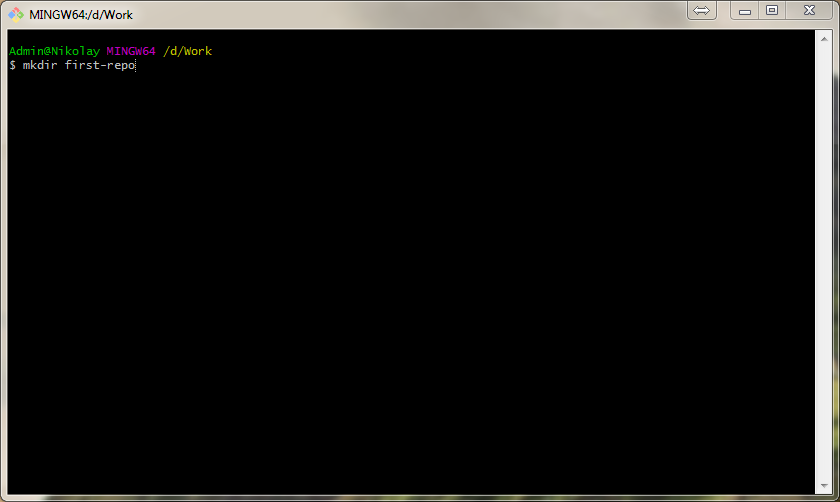 MINGW64:/d/Work
Admin@Nikolay MINGW64 /d/Work
$ mkdir first-repo